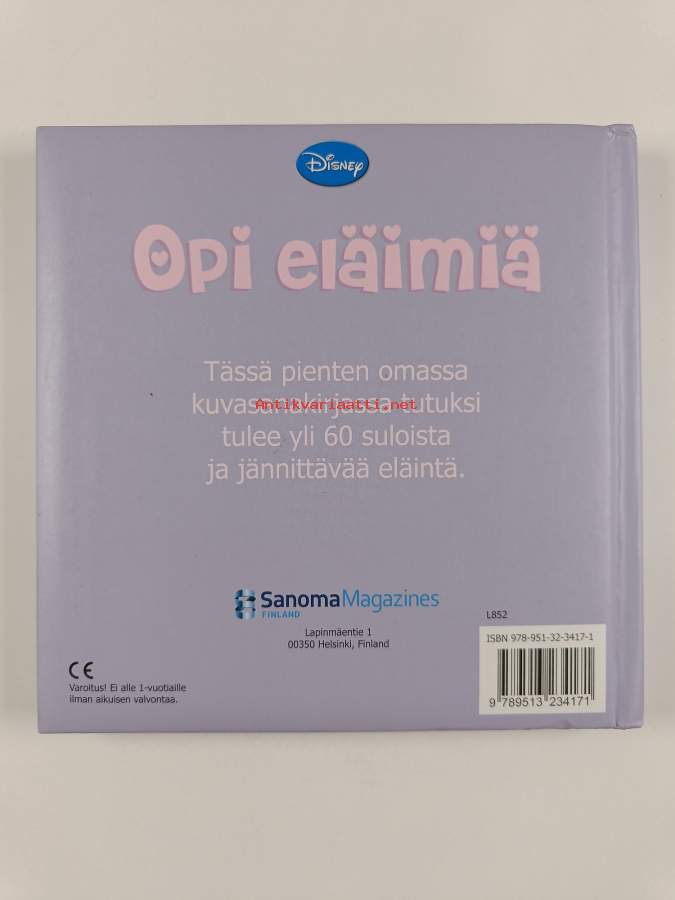 Disney
Opi eläimiä
Tässä pienten omassa
kuvasanakirjassa tutuksi
Antikvariaatti.net
tulee yli 60 suloista
ja jännittävää eläintä.
SanomaMagazines
FINLAND
Lapinmäentie 1
00350 Helsinki, Finland
L852
ISBN 978-951-32-3417-1
9 789513 234171
CE
Varoitus! Ei alle 1-vuotiaille
ilman aikuisen valvontaa.